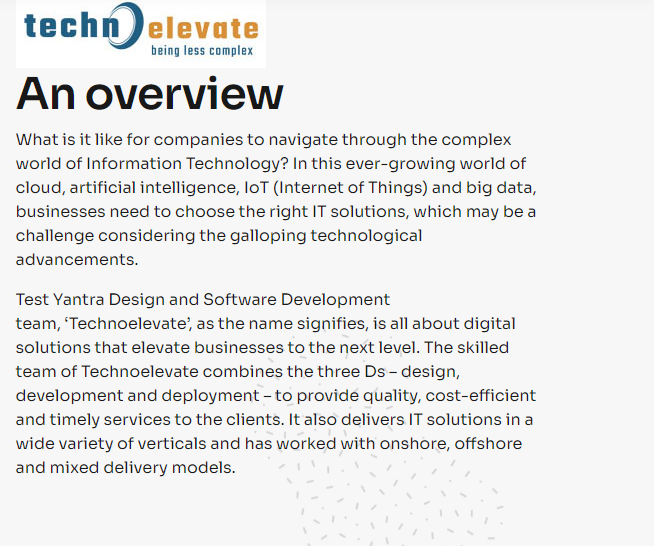 techno elevate
being less complex
An overview
What is it like for companies to navigate through the complex
world of Information Technology? In this ever-growing world of
cloud, artificial intelligence, IoT (Internet of Things) and big data,
businesses need to choose the right IT solutions, which may be a
challenge considering the galloping technological
advancements.
Test Yantra Design and Software Development
team, ‘Technoelevate’, as the name signifies, is all about digital
solutions that elevate businesses to the next level. The skilled
team of Technoelevate combines the three Ds – design,
development and deployment – to provide quality, cost-efficient
and timely services to the clients. It also delivers IT solutions in a
wide variety of verticals and has worked with onshore, offshore
and mixed delivery models.